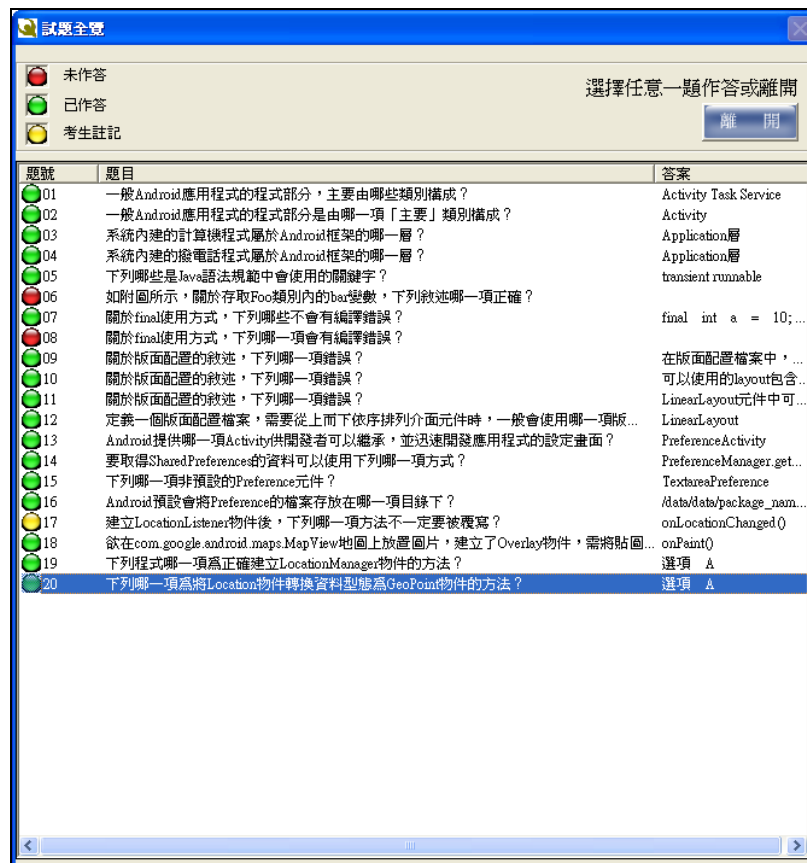 試題全覽
未作答
已作答
考生註記
選擇任意一題作答或離開
離 開
題號 題目 答案
01 一般Android應用程式的程式部分，主要由哪些類別構成？ Activity Task Service
02 一般Android應用程式的程式部分是由哪一項「主要」類別構成？ Activity
03 系統內建的計算機程式屬於Android框架的哪一層？ Application層
04 系統內建的撥電話程式屬於Android框架的哪一層？ Application層
05 下列哪些是Java語法規範中會使用的關鍵字？ transient runnable
06 如附圖所示，關於存取Foo類別內的bar變數，下列敘述哪一項正確？
07 關於final使用方式，下列哪些不會有編譯錯誤？ final int a = 10;...
08 關於final使用方式，下列哪一項會有編譯錯誤？
09 關於版面配置的敘述，下列哪一項錯誤？ 在版面配置檔案中，...
10 關於版面配置的敘述，下列哪一項錯誤？ 可以使用的layout包含...
11 關於版面配置的敘述，下列哪一項錯誤？ LinearLayout元件中可...
12 定義一個版面配置檔案，需要從上而下依序排列介面元件時，一般會使用哪一項版... LinearLayout
13 Android提供哪一項Activity供開發者可以繼承，並迅速開發應用程式的設定畫面？ PreferenceActivity
14 要取得SharedPreferences的資料可以使用下列哪一項方式？ PreferenceManager.get...
15 下列哪一項非預設的Preference元件？ TextareaPreference
16 Android預設會將Preference的檔案存放在哪一項目錄下？ /data/data/package_nam...
17 建立LocationListener物件後，下列哪一項方法不一定要被覆寫？ onLocationChanged()
18 欲在com.google.android.maps.MapView地圖上放置圖片，建立了Overlay物件，需將貼圖... onPaint()
19 下列程式哪一項為正確建立LocationManager物件的方法？ 選項 A
20 下列哪一項為將Location物件轉換資料型態為GeoPoint物件的方法？ 選項 A